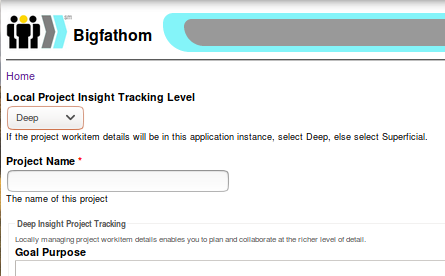 sm
Bigfathom
Home
Local Project Insight Tracking Level
Deep
If the project workitem details will be in this application instance, select Deep, else select Superficial.
Project Name *
The name of this project
Deep Insight Project Tracking
Locally managing project workitem details enables you to plan and collaborate at the richer level of detail.
Goal Purpose